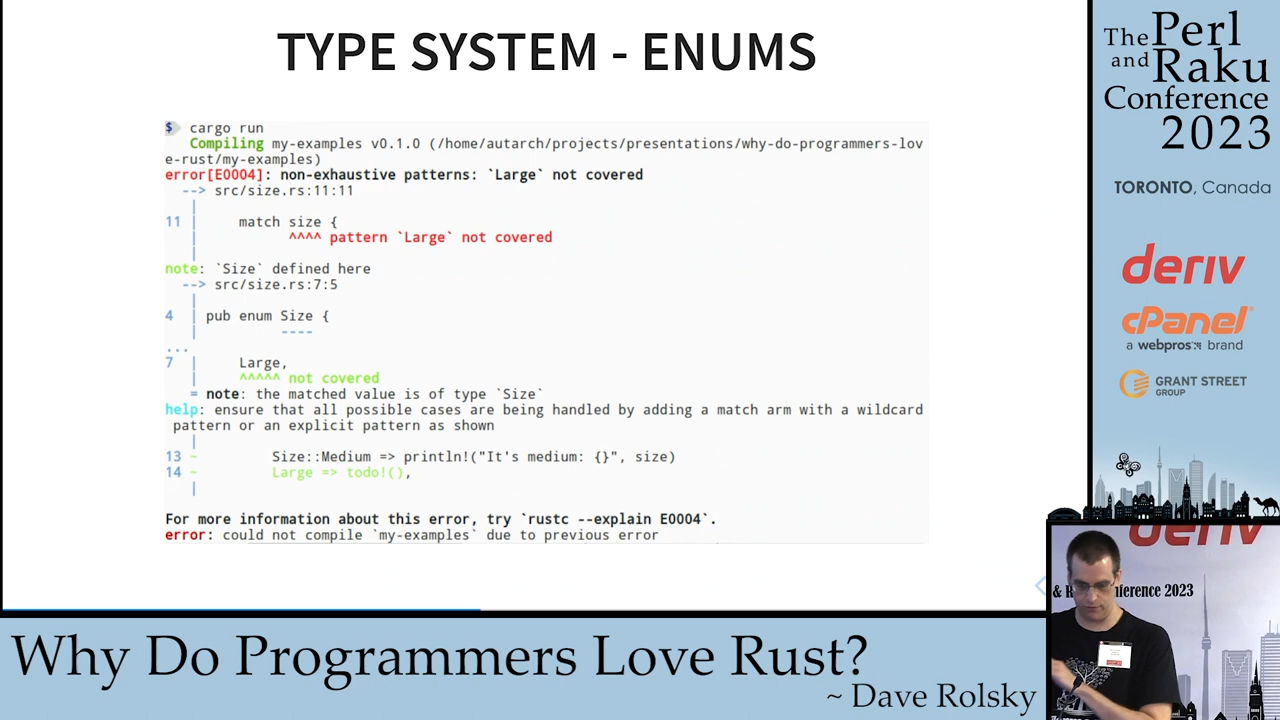 TYPE SYSTEM - ENUMS
$ cargo run
Compiling my-examples v0.1.0 (/home/autarch/projects/presentations/why-do-programmers-lov
e-rust/my-examples)
error[E0004]: non-exhaustive patterns: `Large` not covered
--> src/size.rs:11:11
|
11 | match size {
| ^^^^ pattern `Large` not covered
|
note: `Size` defined here
--> src/size.rs:7:5
|
4 | pub enum Size {
| ----
...
7 | Large,
| ^^^^^ not covered
= note: the matched value is of type `Size`
help: ensure that all possible cases are being handled by adding a match arm with a wildcard
pattern or an explicit pattern as shown
|
13 ~ Size::Medium => println!("It's medium: {}", size)
14 ~ Large => todo!(),
|
For more information about this error, try `rustc --explain E0004`.
error: could not compile `my-examples` due to previous error
The Perl
and Raku
Conference
2023
TORONTO, Canada
deriv
cPanel®
a webpros brand
GRANT STREET
GROUP
deriv
& R
nference 2023
Why Do Programmers Love Rust?
~ Dave Rolsky